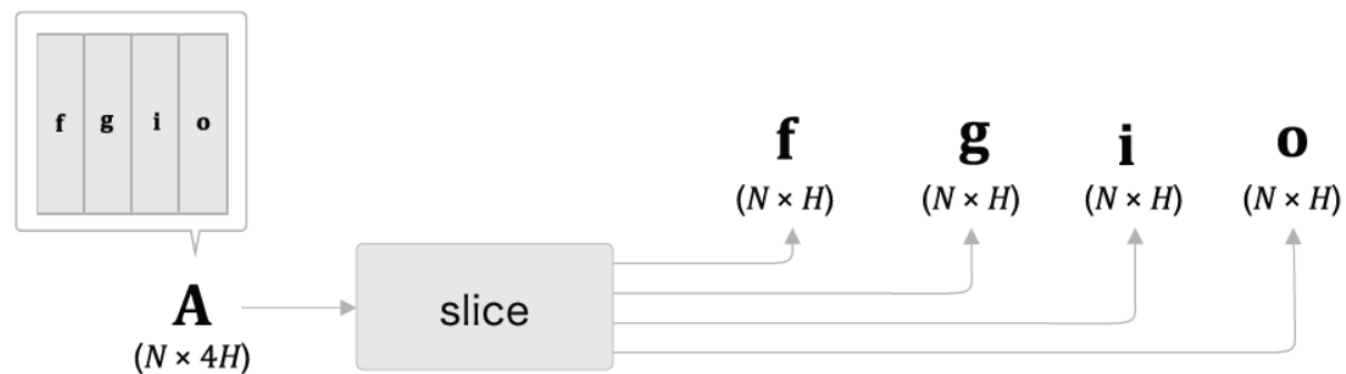 f g i o
f g i o
(N × H) (N × H) (N × H) (N × H)
A
slice
(N × 4H)